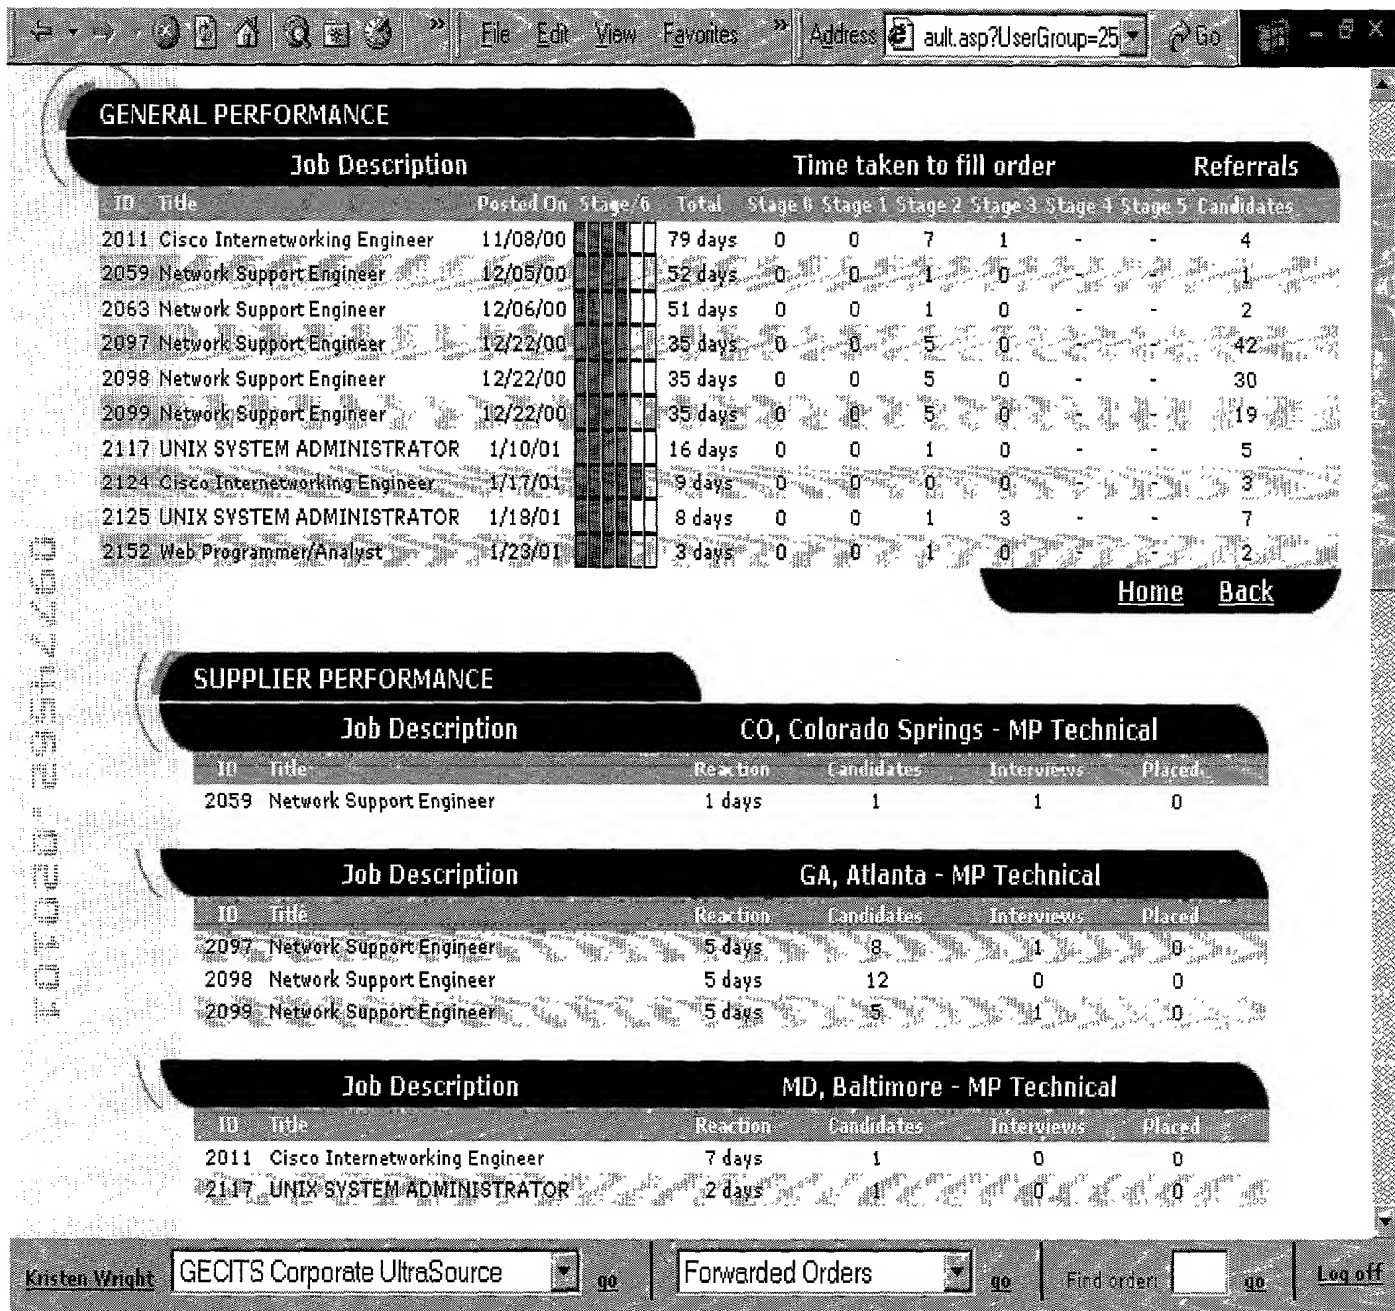 » File Edit View Favorites » Address ault.asp?UserGroup=25 Go
GENERAL PERFORMANCE
Job Description Time taken to fill order Referrals
ID Title Posted On Stage/6 Total Stage 0 Stage 1 Stage 2 Stage 3 Stage 4 Stage 5 Candidates
2011 Cisco Internetworking Engineer 11/08/00 79 days 0 0 7 1 - - 4
2059 Network Support Engineer 12/05/00 52 days 0 0 1 0 - - 1
2063 Network Support Engineer 12/06/00 51 days 0 0 1 0 - - 2
2097 Network Support Engineer 12/22/00 35 days 0 0 5 0 - - 42
2098 Network Support Engineer 12/22/00 35 days 0 0 5 0 - - 30
2099 Network Support Engineer 12/22/00 35 days 0 0 5 0 - - 19
2117 UNIX SYSTEM ADMINISTRATOR 1/10/01 16 days 0 0 1 0 - - 5
2124 Cisco Internetworking Engineer 1/17/01 9 days 0 0 0 0 - - 3
2125 UNIX SYSTEM ADMINISTRATOR 1/18/01 8 days 0 0 1 3 - - 7
2152 Web Programmer/Analyst 1/23/01 3 days 0 0 1 0 - - 2
Home Back
SUPPLIER PERFORMANCE
Job Description CO, Colorado Springs - MP Technical
ID Title Reaction Candidates Interviews Placed
2059 Network Support Engineer 1 days 1 1 0
Job Description GA, Atlanta - MP Technical
ID Title Reaction Candidates Interviews Placed
2097 Network Support Engineer 5 days 8 1 0
2098 Network Support Engineer 5 days 12 0 0
2099 Network Support Engineer 5 days 5 1 0
Job Description MD, Baltimore - MP Technical
ID Title Reaction Candidates Interviews Placed
2011 Cisco Internetworking Engineer 7 days 1 0 0
2117 UNIX SYSTEM ADMINISTRATOR 2 days 1 0 0
Kristen Wright GECITS Corporate UltraSource go Forwarded Orders go Find order: go Log off